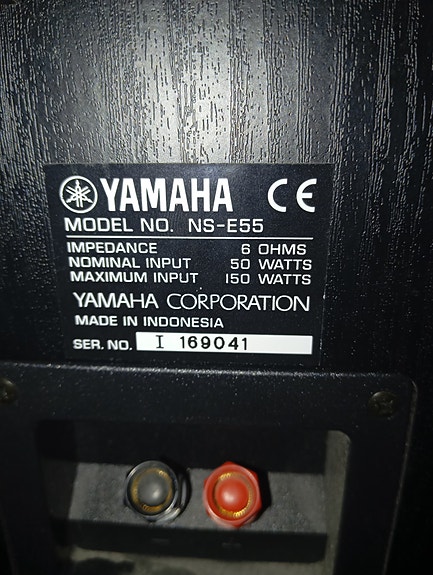 YAMAHA CE
MODEL NO. NS-E55
IMPEDANCE 6 OHMS
NOMINAL INPUT 50 WATTS
MAXIMUM INPUT 150 WATTS
YAMAHA CORPORATION
MADE IN INDONESIA
SER. NO. I 169041